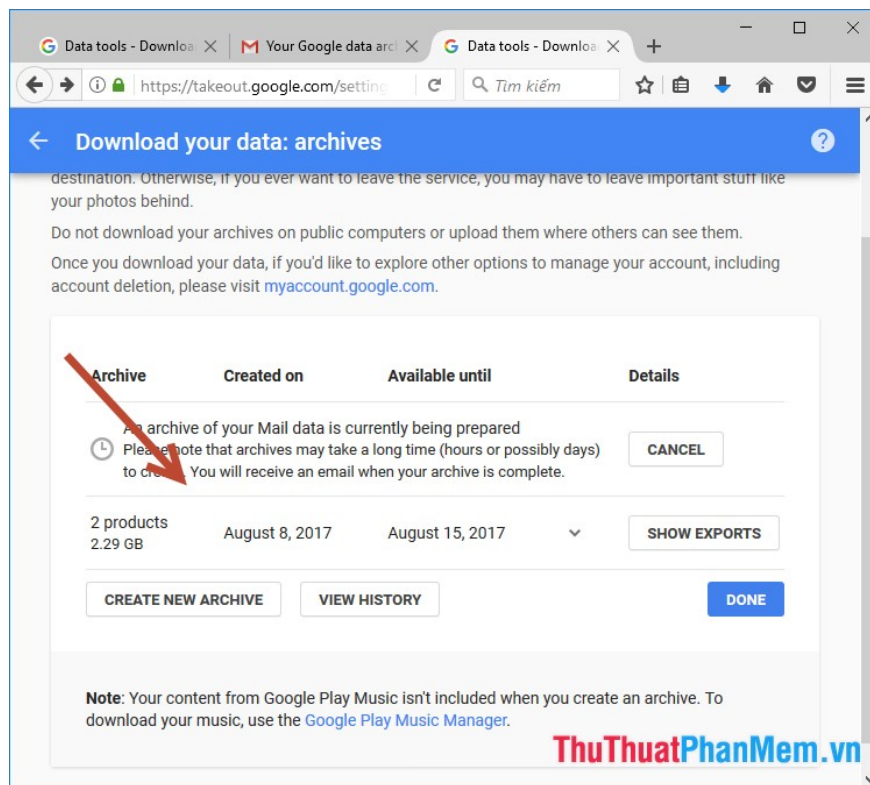 Data tools - Downloa
Your Google data arc
Data tools - Downloa
https://takeout.google.com/setting
Tìm kiếm
Download your data: archives
destination. Otherwise, if you ever want to leave the service, you may have to leave important stuff like
your photos behind.
Do not download your archives on public computers or upload them where others can see them.
Once you download your data, if you'd like to explore other options to manage your account, including
account deletion, please visit myaccount.google.com.
Archive Created on Available until Details
An archive of your Mail data is currently being prepared
Please note that archives may take a long time (hours or possibly days)
to create. You will receive an email when your archive is complete.
CANCEL
2 products
2.29 GB
August 8, 2017 August 15, 2017 SHOW EXPORTS
CREATE NEW ARCHIVE VIEW HISTORY DONE
Note: Your content from Google Play Music isn't included when you create an archive. To
download your music, use the Google Play Music Manager.
ThuThuatPhanMem.vn